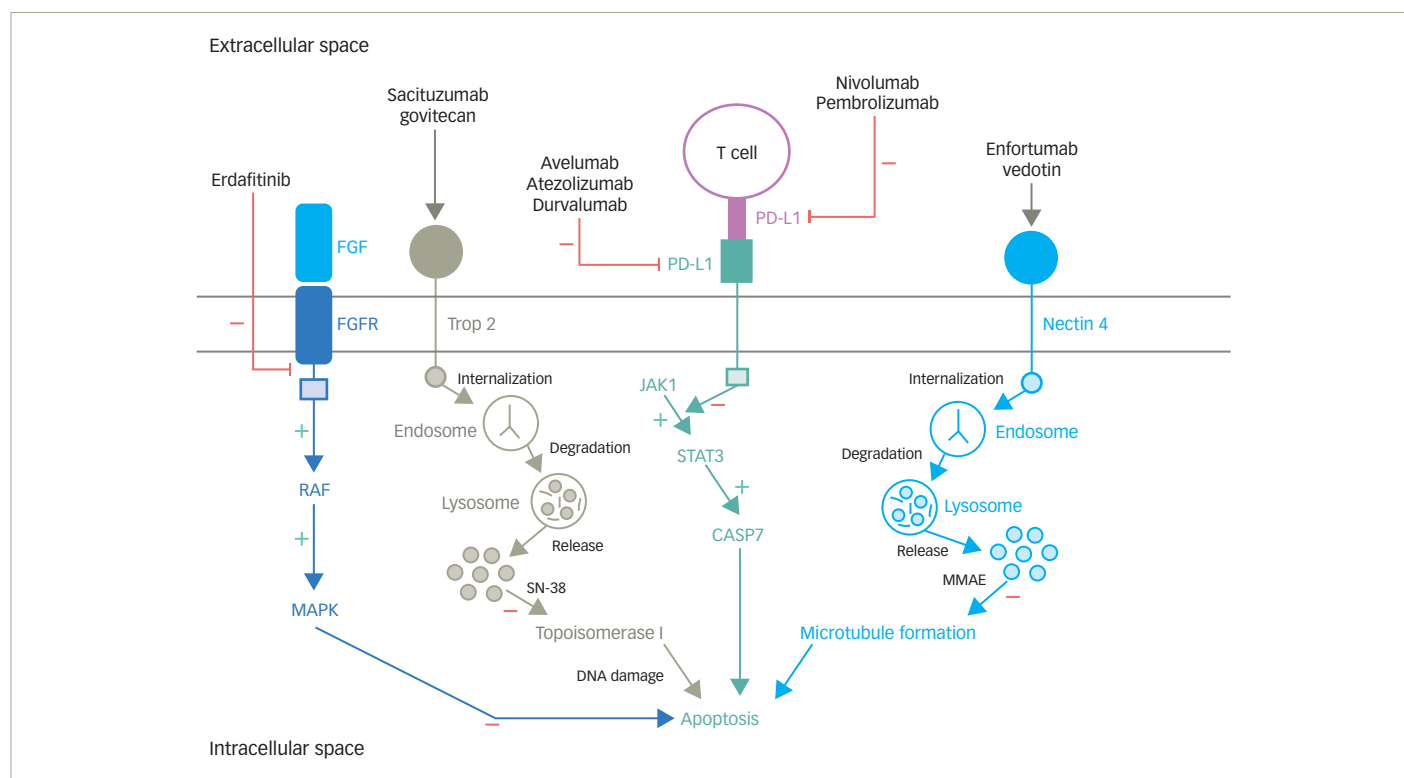 Extracellular space
Sacituzumab
govitecan
Nivolumab
Pembrolizumab
T cell
Avelumab
Atezolizumab
Durvalumab
Enfortumab
vedotin
Erdafitinib
−
−
PD-L1
FGF
−
PD-L1
−
FGFR
Trop 2
Nectin 4
Internalization
JAK1
−
Internalization
+
+
Endosome
Endosome
Degradation
STAT3
Degradation
RAF
+
Lysosome
Lysosome
+
CASP7
Release
Release
SN-38
MMAE
−
−
MAPK
Topoisomerase I
Microtubule formation
DNA damage
−
Apoptosis
Intracellular space